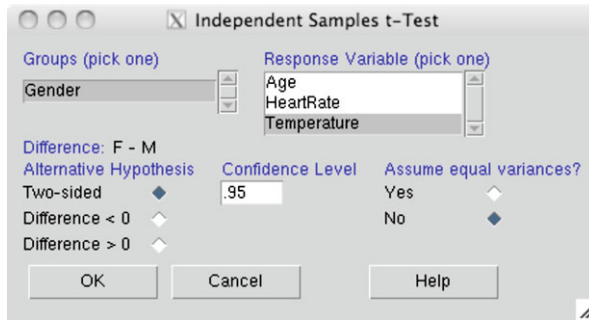 Independent Samples t-Test
Groups (pick one)
Gender
Response Variable (pick one)
Age
HeartRate
Temperature
Difference: F - M
Alternative Hypothesis
Two-sided
Difference < 0
Difference > 0
Confidence Level
.95
Assume equal variances?
Yes
No
OK
Cancel
Help